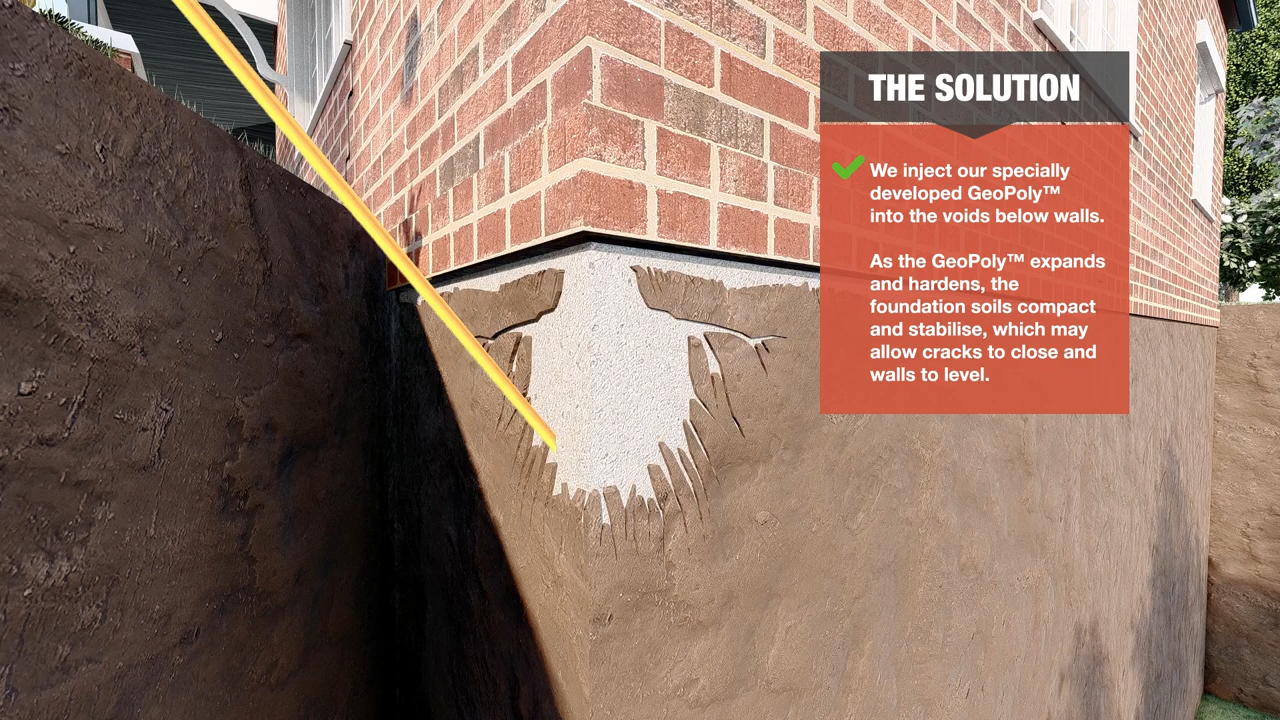 THE SOLUTION
We inject our specially
developed GeoPoly™
into the voids below walls.
As the GeoPoly™ expands
and hardens, the
foundation soils compact
and stabilise, which may
allow cracks to close and
walls to level.